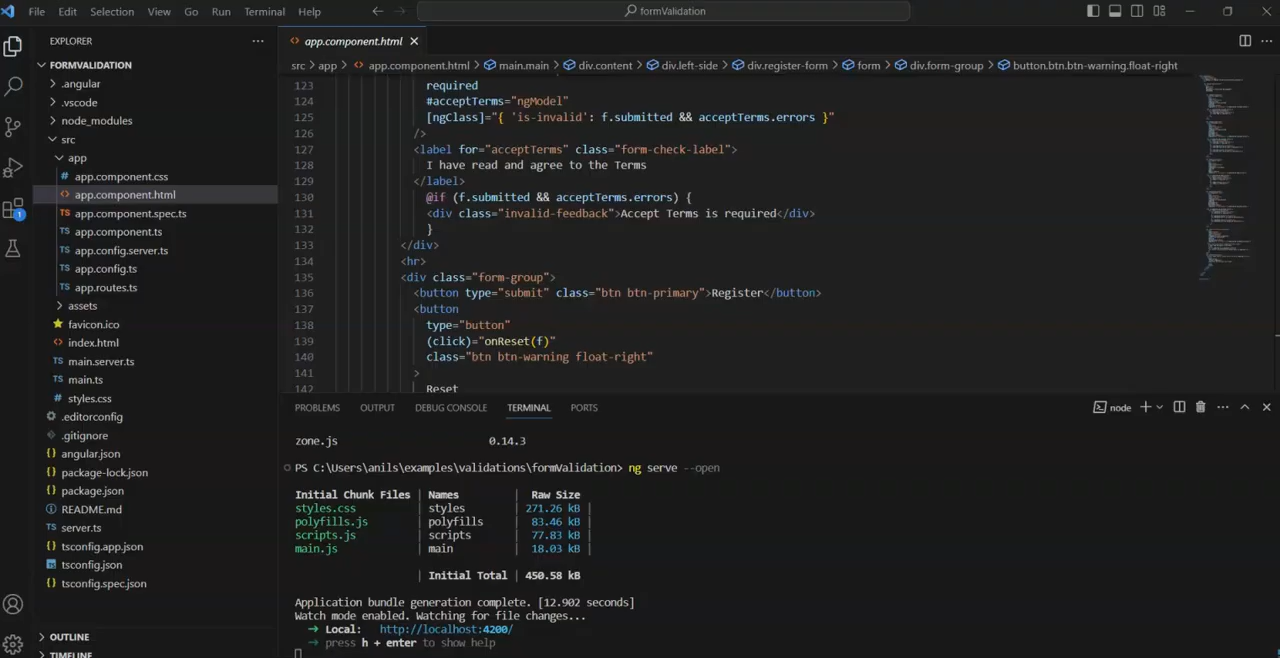 File Edit Selection View Go Run Terminal Help
formValidation
EXPLORER
FORMVALIDATION
.angular
.vscode
node_modules
src
app
# app.component.css
<> app.component.html
TS app.component.spec.ts
TS app.component.ts
TS app.config.server.ts
TS app.config.ts
TS app.routes.ts
assets
favicon.ico
<> index.html
TS main.server.ts
TS main.ts
# styles.css
.editorconfig
.gitignore
{} angular.json
{} package-lock.json
{} package.json
README.md
TS server.ts
{} tsconfig.app.json
TS tsconfig.json
{} tsconfig.spec.json
OUTLINE
TIMELINE
1
<> app.component.html
src > app > <> app.component.html > main.main > div.content > div.left-side > div.register-form > form > div.form-group > button.btn.btn-warning.float-right
123 required
124 #acceptTerms="ngModel"
125 [ngClass]="{ 'is-invalid': f.submitted && acceptTerms.errors }"
126 />
127 <label for="acceptTerms" class="form-check-label">
128 I have read and agree to the Terms
129 </label>
130 @if (f.submitted && acceptTerms.errors) {
131 <div class="invalid-feedback">Accept Terms is required</div>
132 }
133 </div>
134 <hr>
135 <div class="form-group">
136 <button type="submit" class="btn btn-primary">Register</button>
137 <button
138 type="button"
139 (click)="onReset(f)"
140 class="btn btn-warning float-right"
141 >
142 Reset
PROBLEMS OUTPUT DEBUG CONSOLE TERMINAL PORTS
node
zone.js 0.14.3
PS C:\Users\anils\examples\validations\formValidation> ng serve --open
Initial Chunk Files | Names | Raw Size
styles.css | styles | 271.26 kB |
polyfills.js | polyfills | 83.46 kB |
scripts.js | scripts | 77.83 kB |
main.js | main | 18.03 kB |
| Initial Total | 450.58 kB
Application bundle generation complete. [12.902 seconds]
Watch mode enabled. Watching for file changes...
→ Local: http://localhost:4200/
→ press h + enter to show help